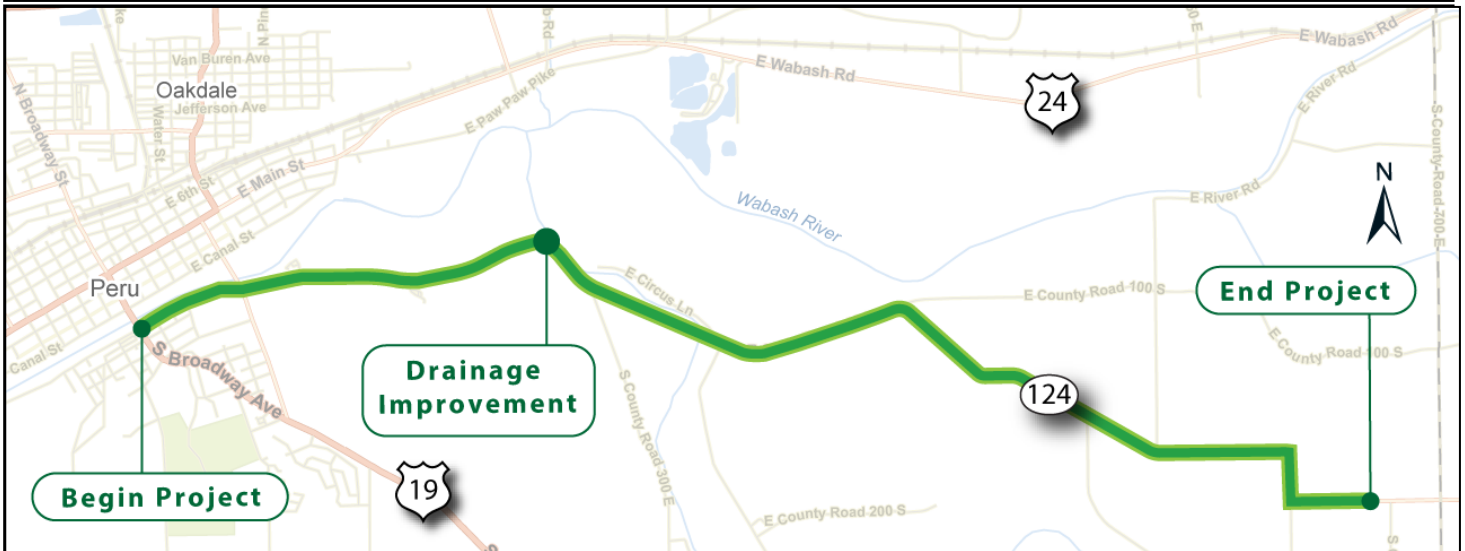 N Pin
b Rd
Van Buren Ave
Oakdale
Jefferson Ave
N Broadway St
Water St
E 6th St
E Main St
E Canal St
E Paw Paw Pike
E Wabash Rd
24
E Wabash Rd
E River Rd
S County Road 700 E
N
E River Rd
Wabash River
Peru
E Circus Ln
E County Road 100 S
End Project
E County Road 100 S
Canal St
S Broadway Ave
Drainage
Improvement
S County Road 300 E
124
Begin Project
19
E County Road 200 S